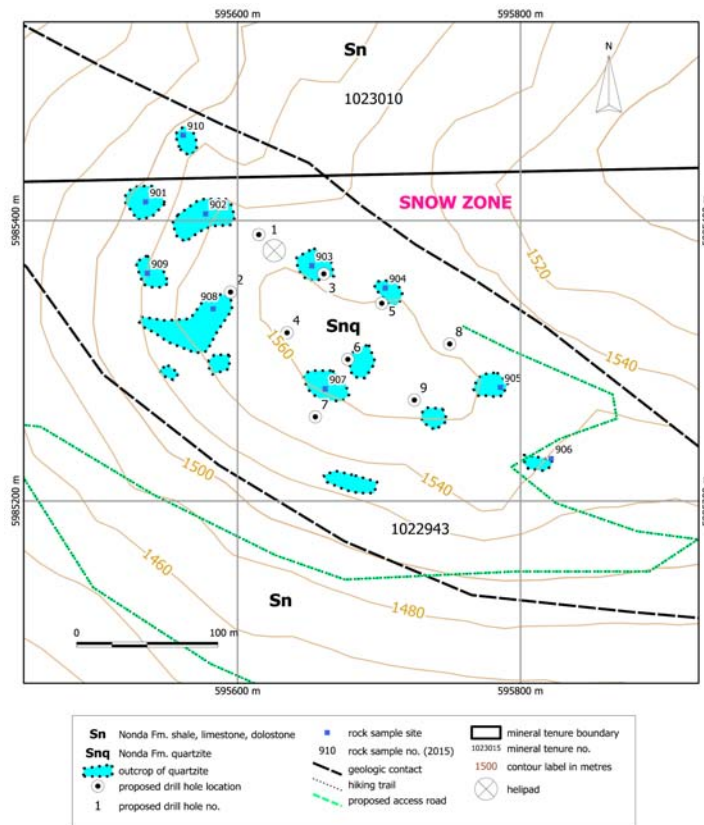 595600 m
595800 m
Sn
N
1023010
910
901
902
SNOW ZONE
5985400 m
1
903
1520
909
904
2
3
908
Snq
5
4
8
1560
6
1540
907
905
9
7
906
1500
1540
5985200 m
1022943
1460
Sn
1480
0
100 m
595600 m
595800 m
Sn Nonda Fm. shale, limestone, dolostone
Snq Nonda Fm. quartzite
outcrop of quartzite
proposed drill hole location
1 proposed drill hole no.
rock sample site
910 rock sample no. (2015)
geologic contact
hiking trail
proposed access road
mineral tenure boundary
1023015 mineral tenure no.
1500 contour label in metres
helipad